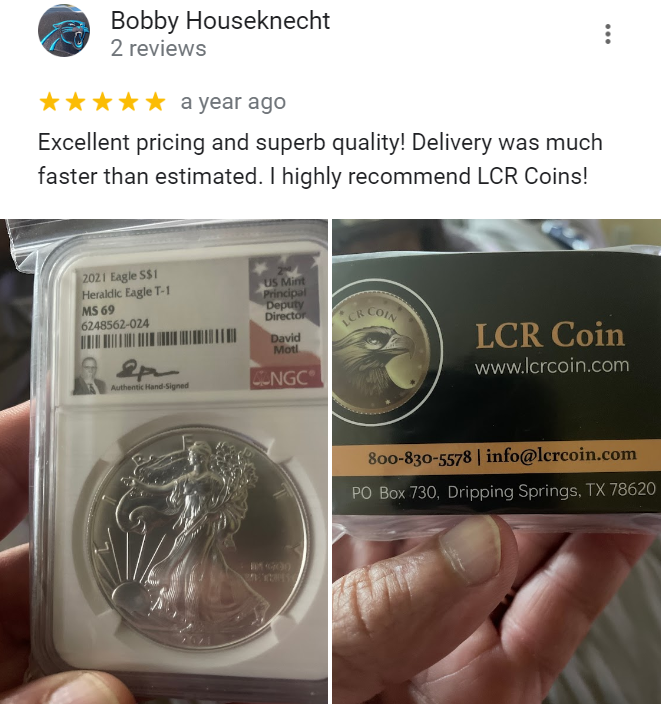 Bobby Houseknecht
2 reviews
a year ago
Excellent pricing and superb quality! Delivery was much
faster than estimated. I highly recommend LCR Coins!
2021 Eagle S$1
Heraldic Eagle T-1
MS 69
6248562-024
Authentic Hand-Signed
2nd
US Mint
Principal
Deputy
Director
David
Motl
NGC®
LIBERTY
2021
LCR COIN
LCR Coin
www.lcrcoin.com
800-830-5578 | info@lcrcoin.com
PO Box 730, Dripping Springs, TX 78620